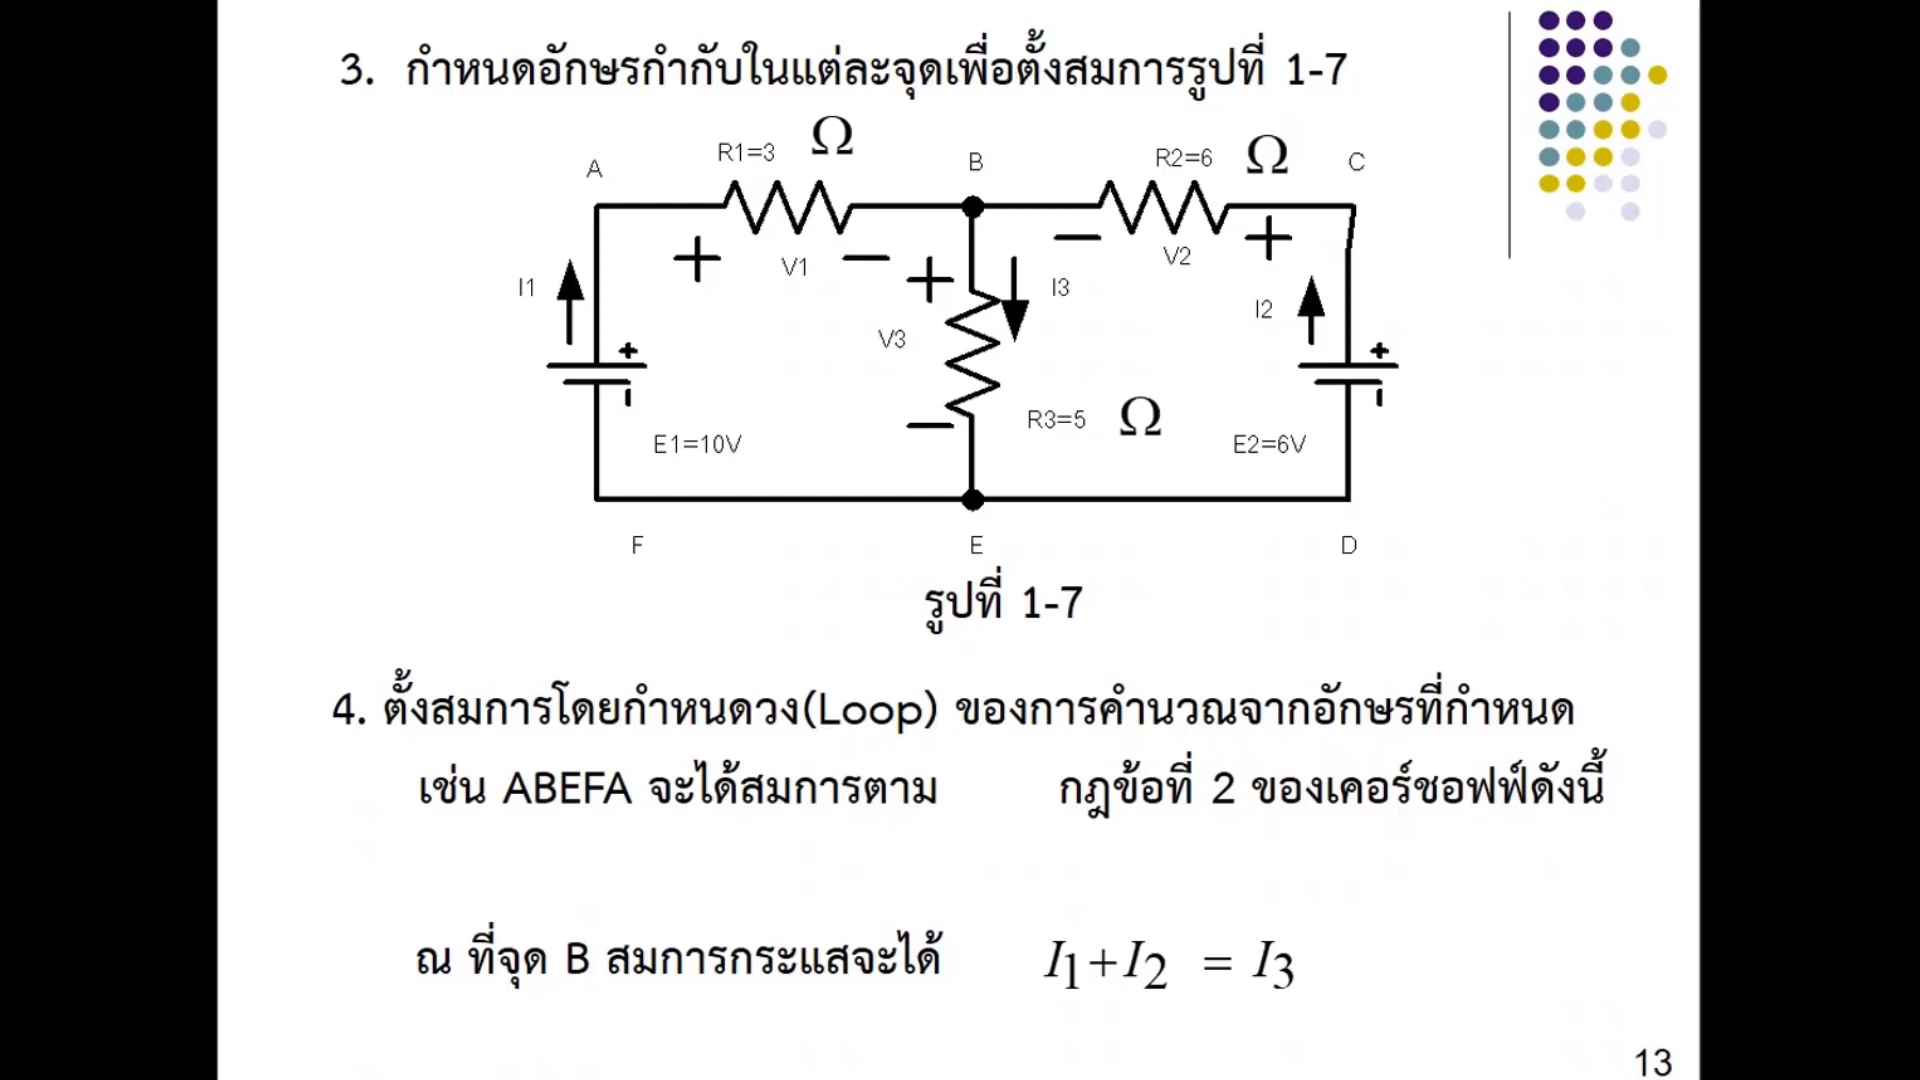 3. กำหนดอักษรกำกับในแต่ละจุดเพื่อตั้งสมการรูปที่ 1-7
A R1=3 Ω B R2=6 Ω C
+ V1 − − V2 +
I1 + I3 I2
V3
+ +
− R3=5 Ω
E1=10V E2=6V
F E D
รูปที่ 1-7
4. ตั้งสมการโดยกำหนดวง(Loop) ของการคำนวณจากอักษรที่กำหนด
เช่น ABEFA จะได้สมการตาม กฎข้อที่ 2 ของเคอร์ชอฟฟ์ดังนี้
ณ ที่จุด B สมการกระแสจะได้ I1+I2 = I3
13